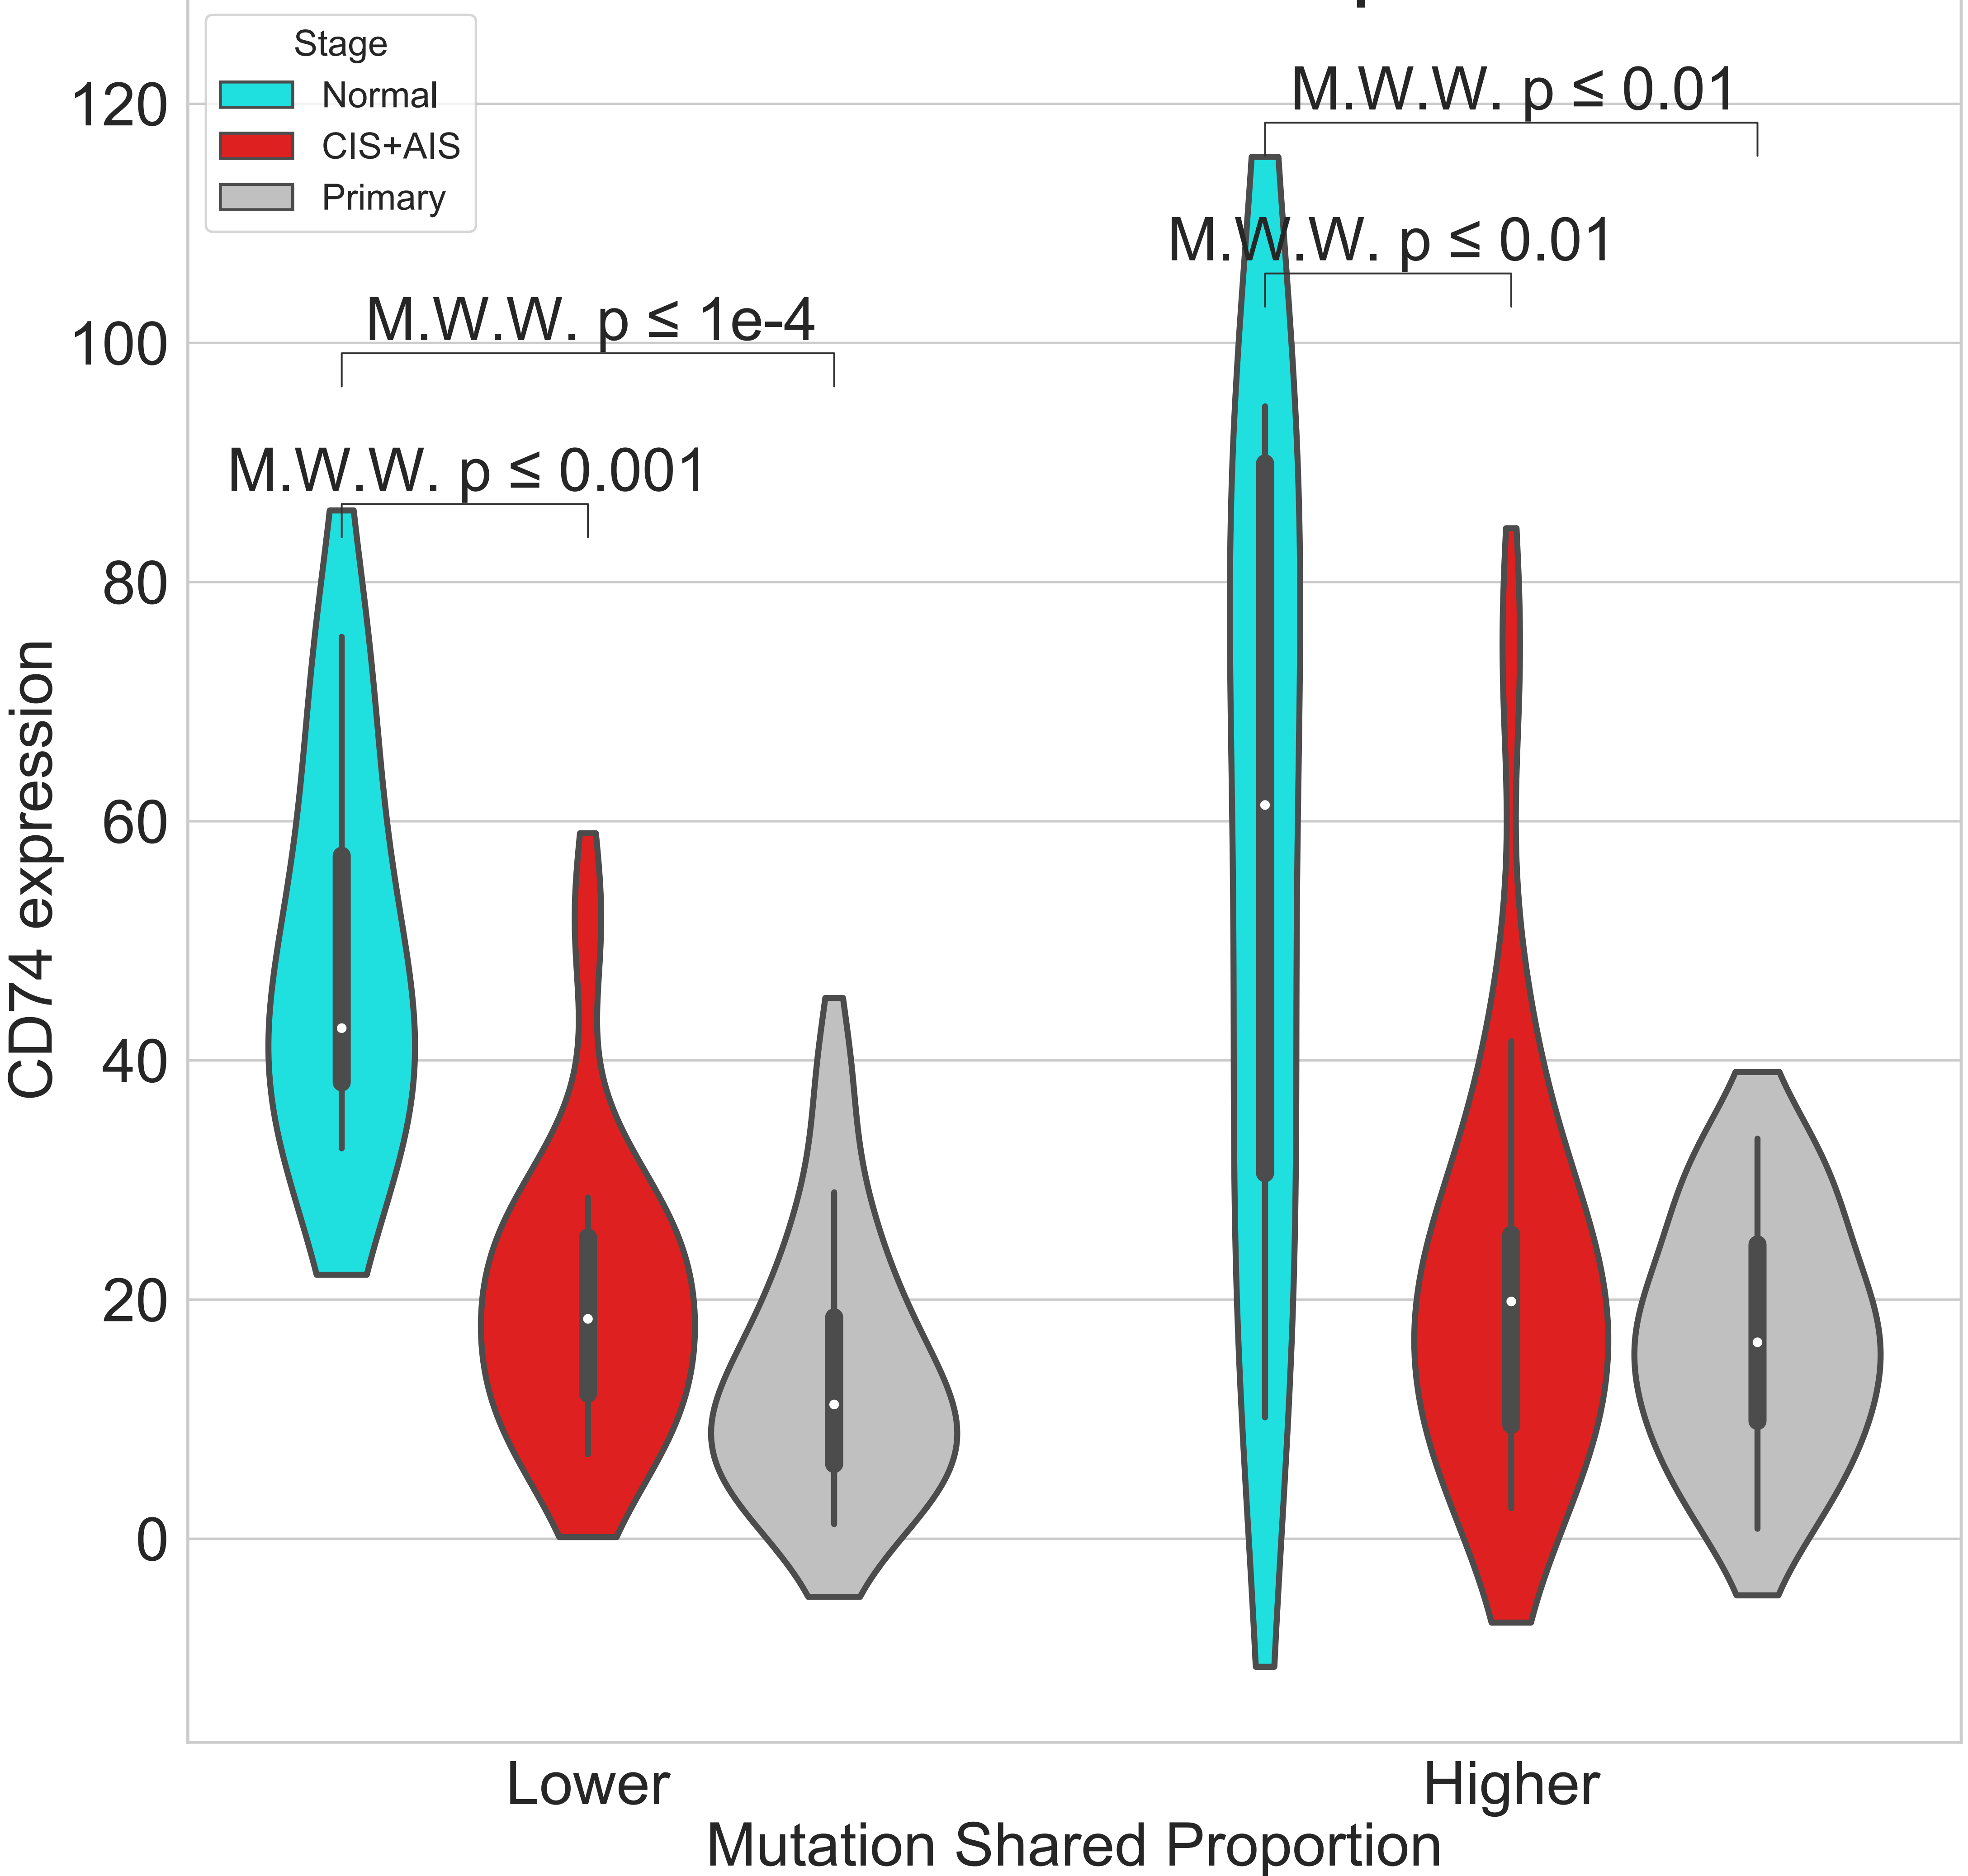 Stage
Normal
CIS+AIS
Primary
M.W.W. p ≤ 0.01
M.W.W. p ≤ 0.01
M.W.W. p ≤ 1e-4
M.W.W. p ≤ 0.001
120
100
80
60
40
20
0
CD74 expression
Lower
Higher
Mutation Shared Proportion